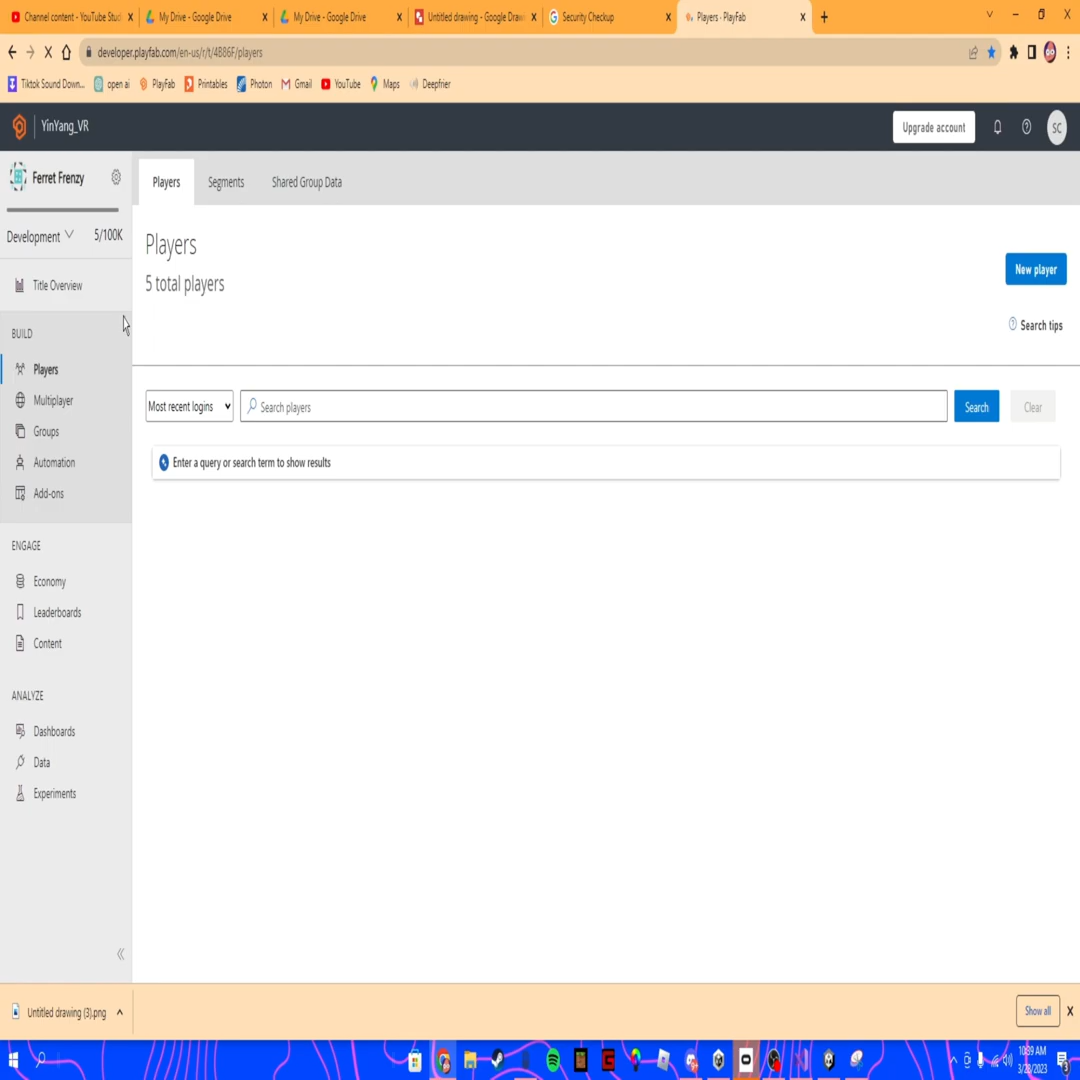 Channel content - YouTube Stud
My Drive - Google Drive
My Drive - Google Drive
Untitled drawing - Google Draw
Security Checkup
Players - PlayFab
developer.playfab.com/en-us/r/t/4B86F/players
Tiktok Sound Down...
open ai
PlayFab
Printables
Photon
Gmail
YouTube
Maps
Deepfrier
YinYang_VR
Upgrade account
SC
Ferret Frenzy
Players
Segments
Shared Group Data
Development
5/100K
Players
5 total players
New player
Search tips
Title Overview
BUILD
Players
Multiplayer
Groups
Automation
Add-ons
Most recent logins
Search players
Search
Clear
Enter a query or search term to show results
ENGAGE
Economy
Leaderboards
Content
ANALYZE
Dashboards
Data
Experiments
Untitled drawing (3).png
Show all
10:39 AM
3/28/2023
3